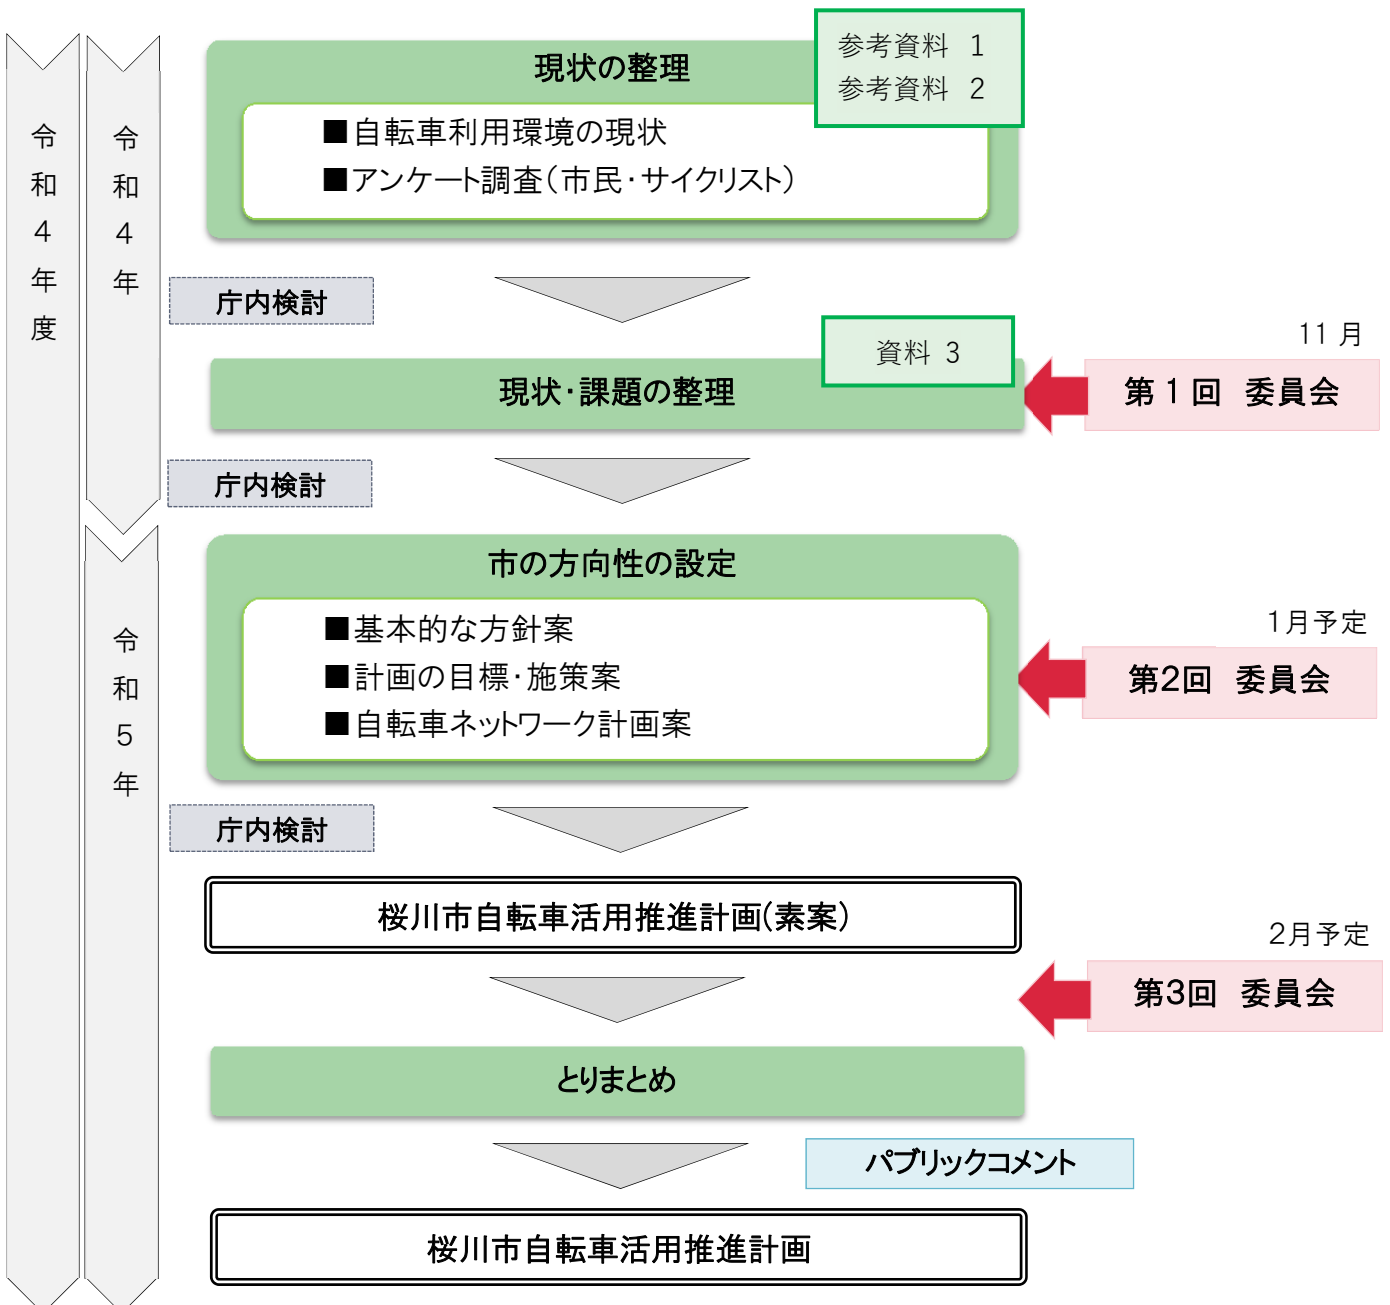 令和4年度
令和4年
現状の整理
参考資料 1
参考資料 2
■自転車利用環境の現状
■アンケート調査(市民・サイクリスト)
庁内検討
資料 3
現状・課題の整理
11月
第1回 委員会
庁内検討
令和5年
市の方向性の設定
■基本的な方針案
■計画の目標・施策案
■自転車ネットワーク計画案
1月予定
第2回 委員会
庁内検討
桜川市自転車活用推進計画(素案)
2月予定
第3回 委員会
とりまとめ
パブリックコメント
桜川市自転車活用推進計画